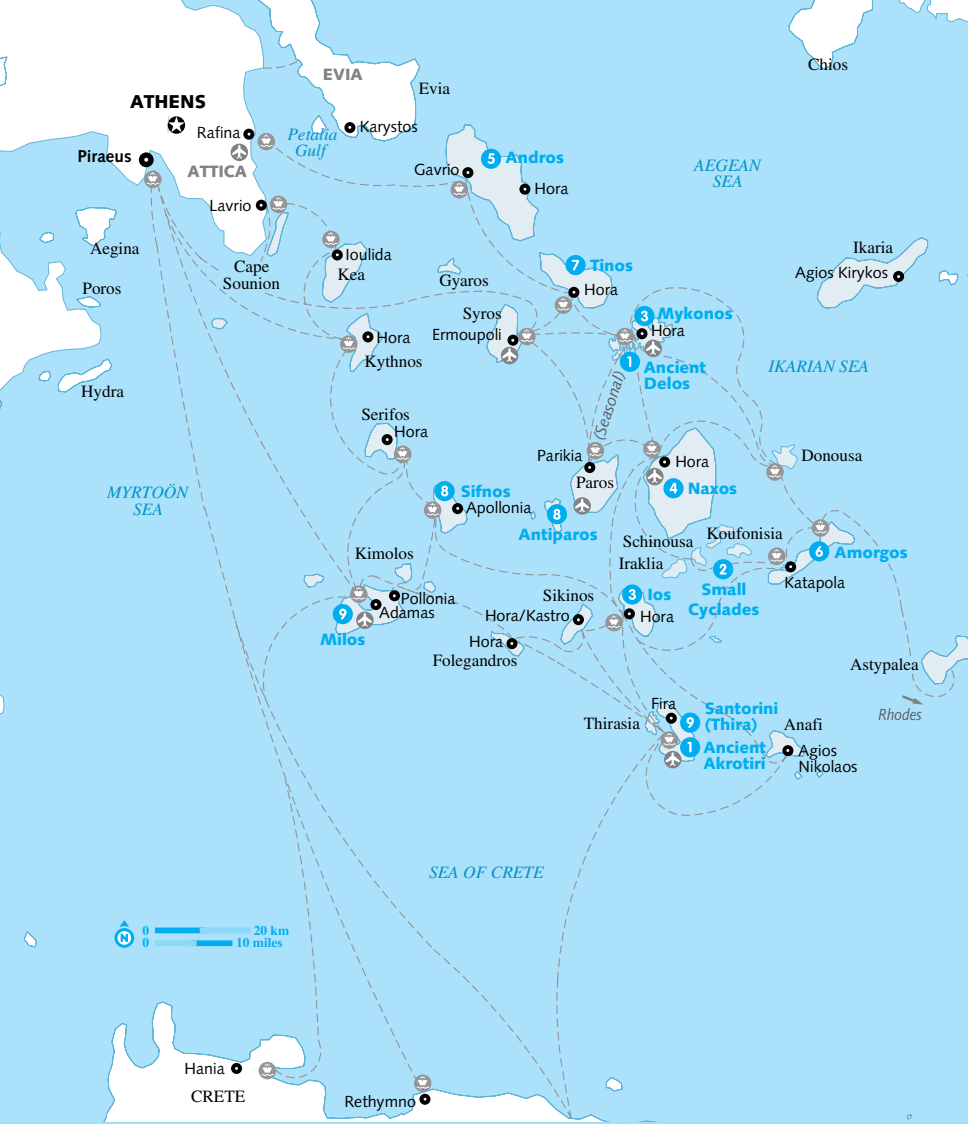 Chios
EVIA
Evia
ATHENS
Karystos
Rafina
Petalia
Gulf
Piraeus
ATTICA
5 Andros
Gavrio
Hora
AEGEAN
SEA
Lavrio
Aegina
Ioulida
Kea
Cape
Sounion
Poros
Gyaros
7 Tinos
Hora
Ikaria
Agios Kirykos
Syros
Ermoupoli
3 Mykonos
Hora
1 Ancient
Delos
Hora
Kythnos
IKARIAN SEA
Hydra
(Seasonal)
Serifos
Hora
Parikia
Paros
Hora
4 Naxos
Donousa
MYRTOÖN
SEA
8 Sifnos
Apollonia
8
Antiparos
Schinousa
Koufonisia
Iraklia
6 Amorgos
Katapola
2
Small
Cyclades
Kimolos
Pollonia
Adamas
9
Milos
Sikinos
Hora/Kastro
3 Ios
Hora
Hora
Folegandros
Astypalea
Rhodes
Fira
Thirasia
9 Santorini
(Thira)
1 Ancient
Akrotiri
Anafi
Agios
Nikolaos
SEA OF CRETE
N
0 20 km
0 10 miles
Hania
CRETE
Rethymno